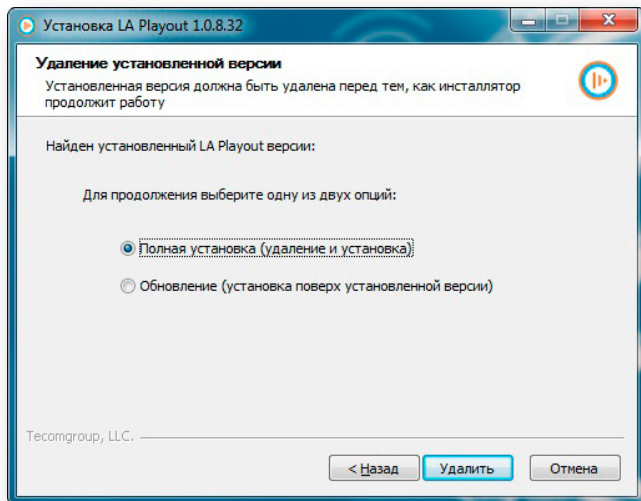 Установка LA Playout 1.0.8.32
Удаление установленной версии
Установленная версия должна быть удалена перед тем, как инсталлятор
продолжит работу
Найден установленный LA Playout версии:
Для продолжения выберите одну из двух опций:
Полная установка (удаление и установка)
Обновление (установка поверх установленной версии)
Tecomgroup, LLC.
< Назад Удалить Отмена